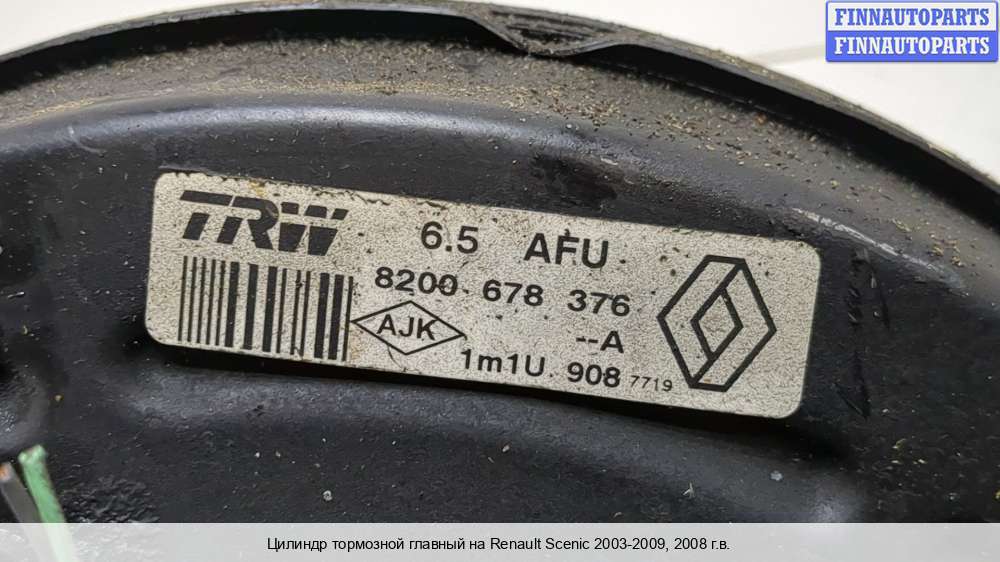 FINNAUTOPARTS
FINNAUTOPARTS
TRW 6.5 AFU
8200 678 376
AJK --A
1m1U. 908 7719
Цилиндр тормозной главный на Renault Scenic 2003-2009, 2008 г.в.